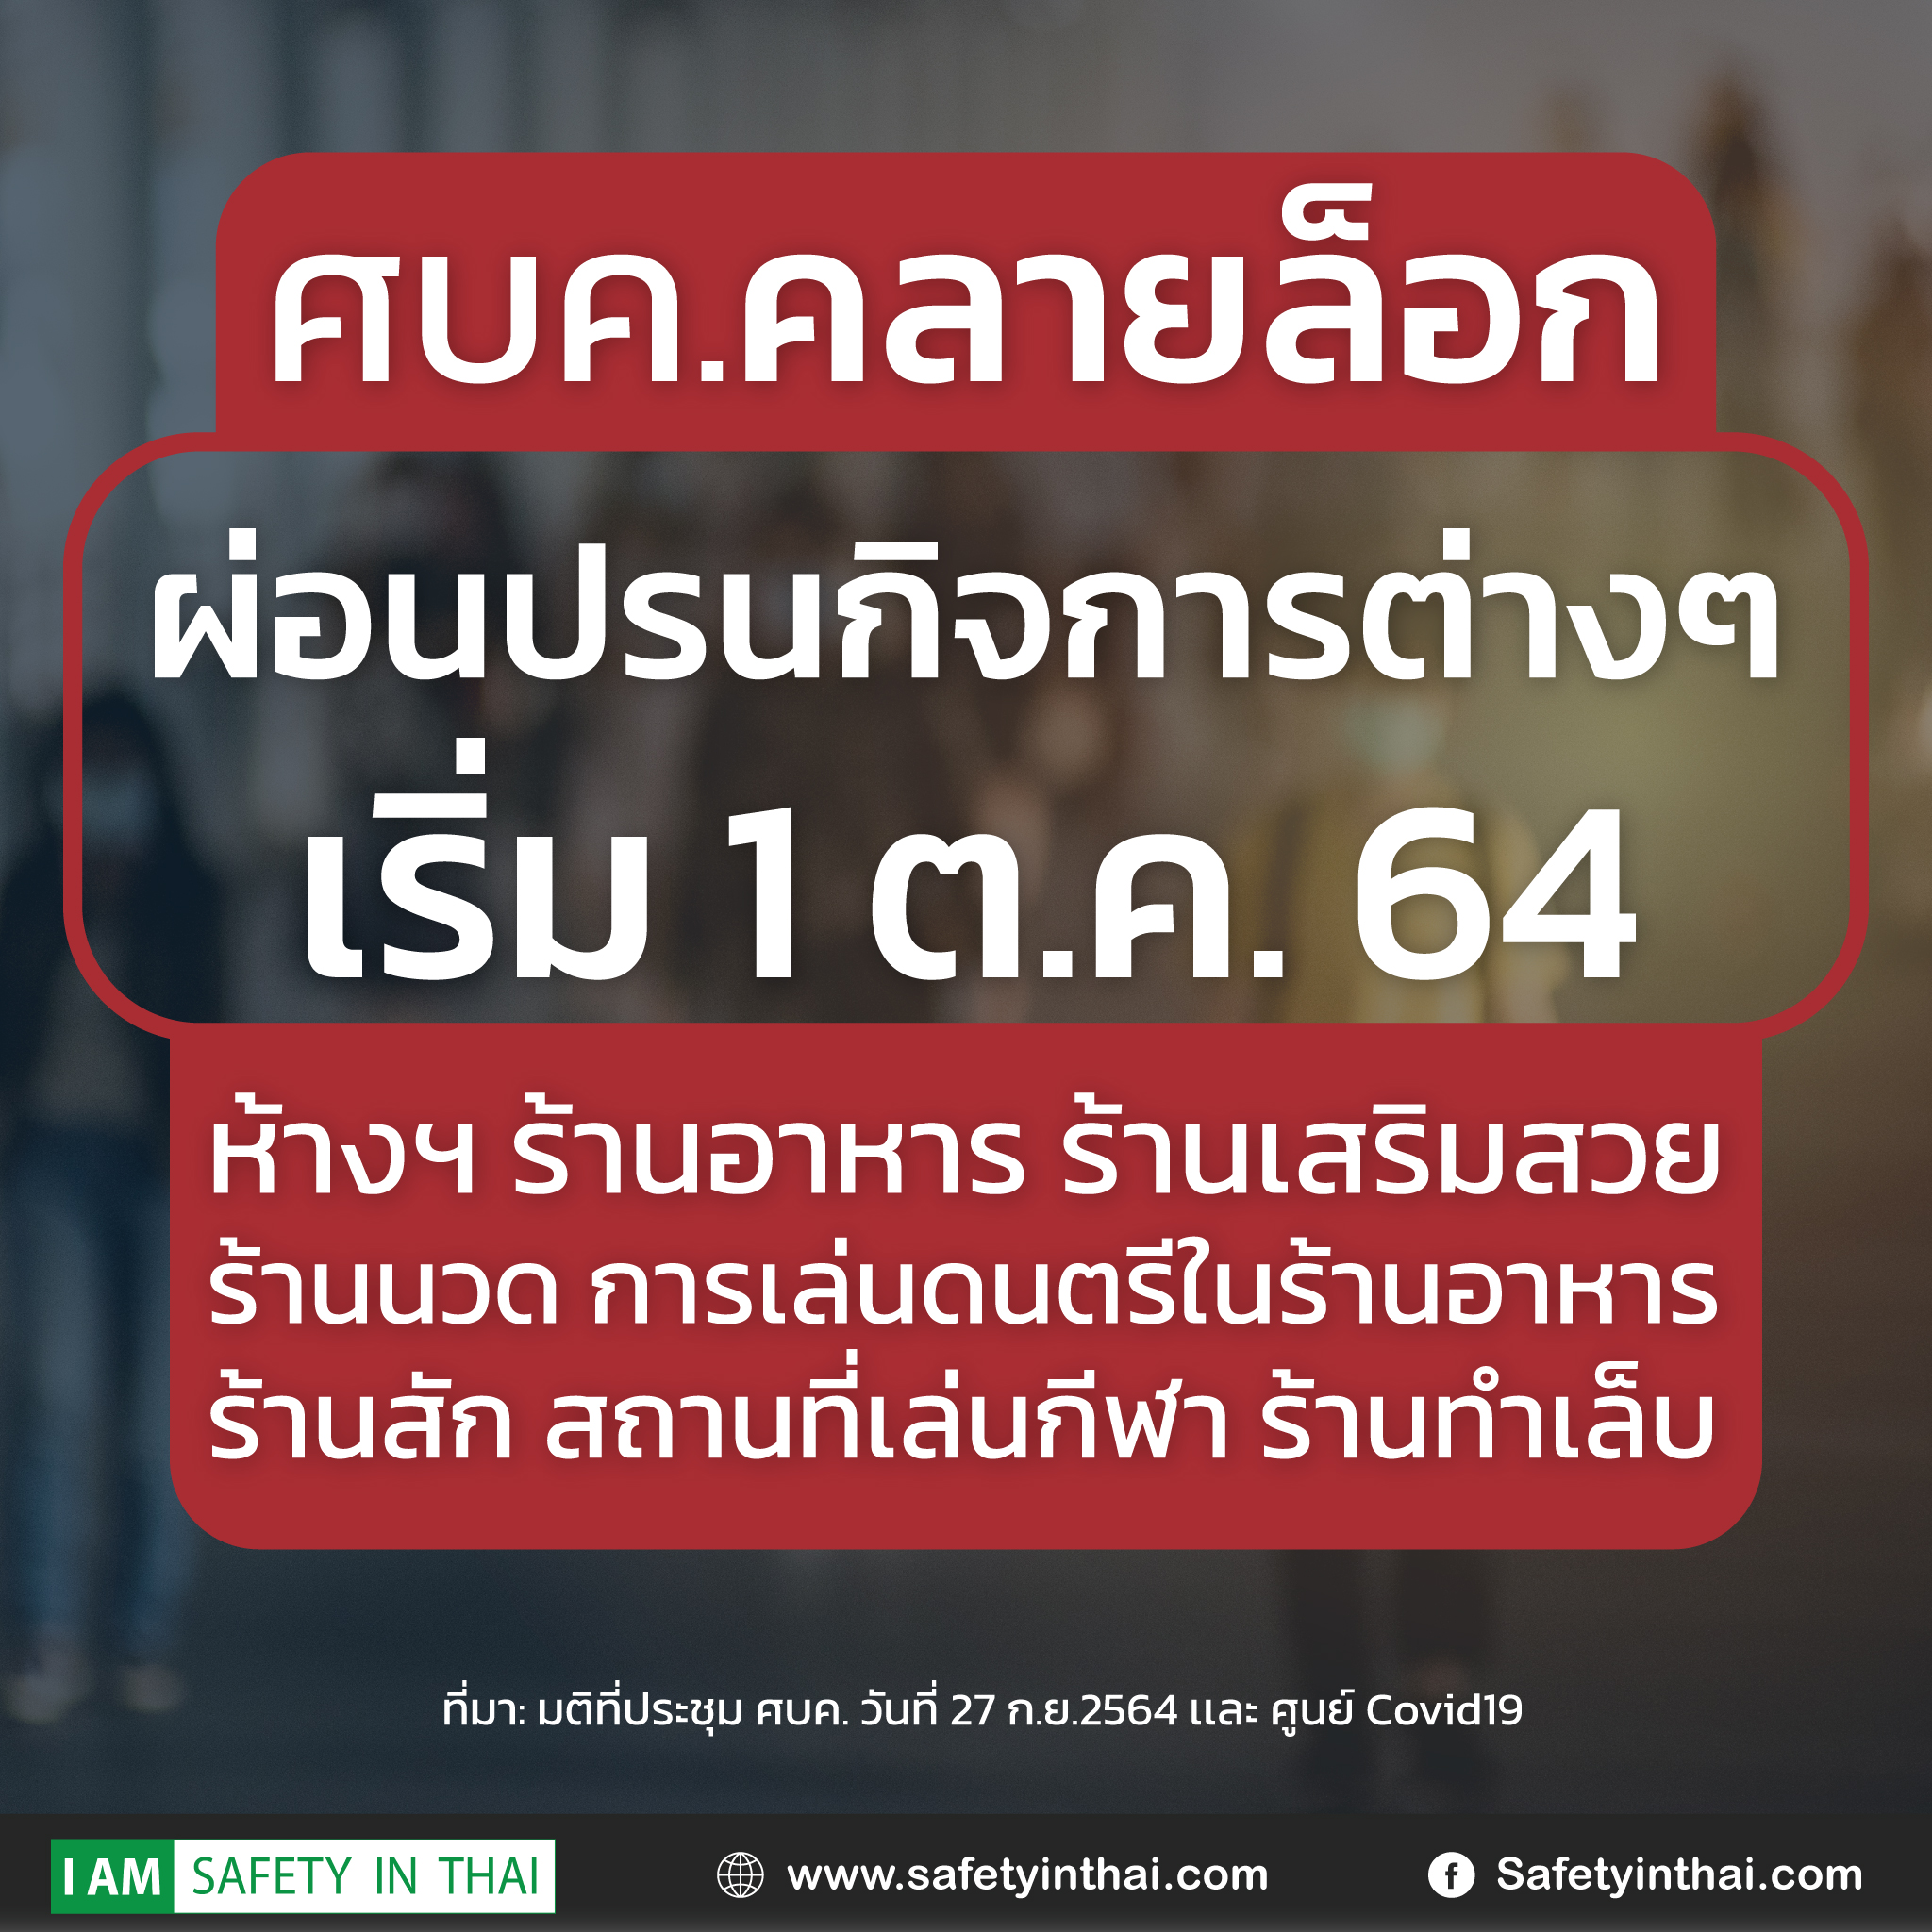 ศบค.คลายล็อก
ผ่อนปรนกิจการต่างๆ
เริ่ม 1 ต.ค. 64
ห้างฯ ร้านอาหาร ร้านเสริมสวย
ร้านนวด การเล่นดนตรีในร้านอาหาร
ร้านสัก สถานที่เล่นกีฬา ร้านทำเล็บ
ที่มา: มติที่ประชุม ศบค. วันที่ 27 ก.ย.2564 และ ศูนย์ Covid19
I AM SAFETY IN THAI www.safetyinthai.com Safetyinthai.com